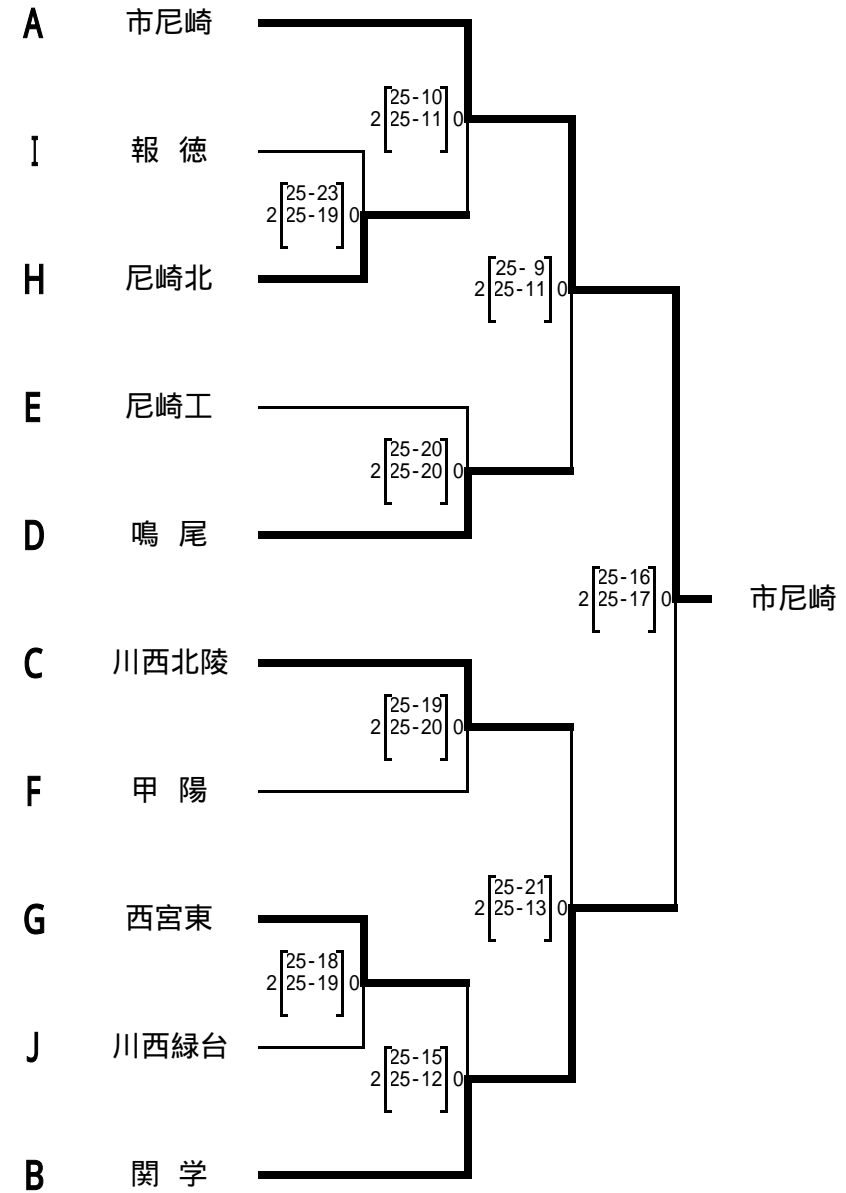 A 市尼崎
25-10
2 25-11 0
I 報 徳
25-23
2 25-19 0
H 尼崎北
25- 9
2 25-11 0
E 尼崎工
25-20
2 25-20 0
D 鳴 尾
25-16
2 25-17 0 市尼崎
C 川西北陵
25-19
2 25-20 0
F 甲 陽
25-21
2 25-13 0
G 西宮東
25-18
2 25-19 0
J 川西緑台
25-15
2 25-12 0
B 関 学